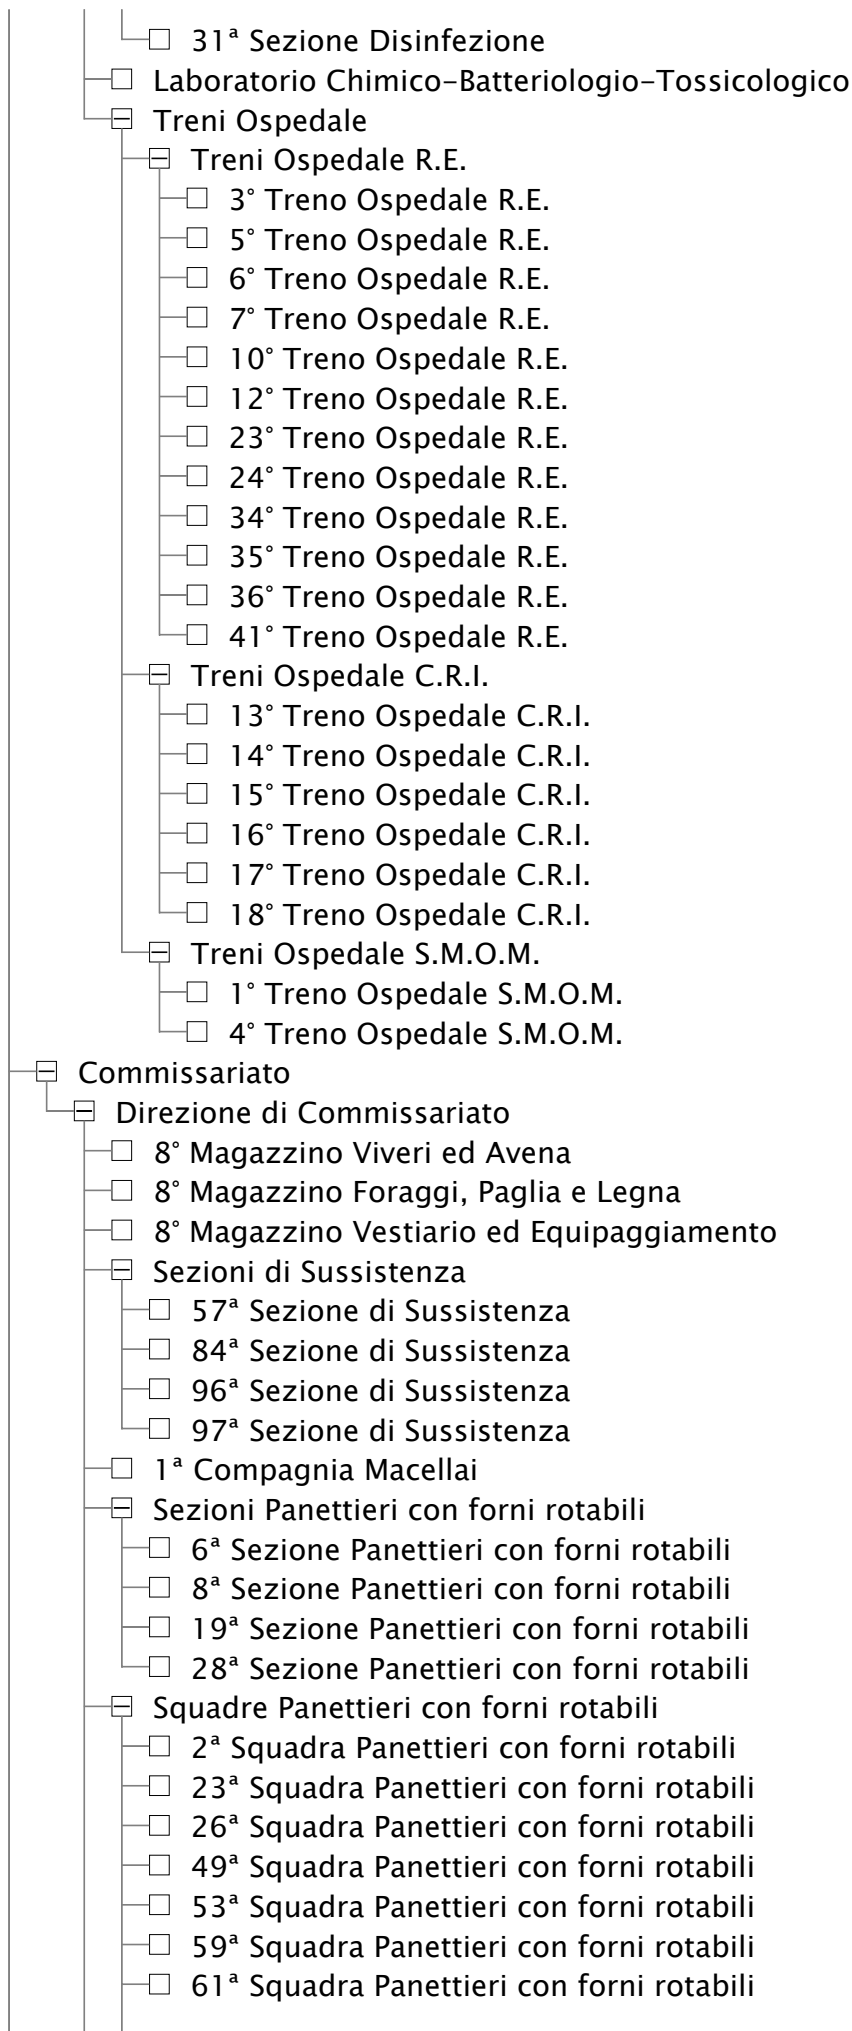 31ª Sezione Disinfezione
Laboratorio Chimico-Batteriologio-Tossicologico
Treni Ospedale
Treni Ospedale R.E.
3° Treno Ospedale R.E.
5° Treno Ospedale R.E.
6° Treno Ospedale R.E.
7° Treno Ospedale R.E.
10° Treno Ospedale R.E.
12° Treno Ospedale R.E.
23° Treno Ospedale R.E.
24° Treno Ospedale R.E.
34° Treno Ospedale R.E.
35° Treno Ospedale R.E.
36° Treno Ospedale R.E.
41° Treno Ospedale R.E.
Treni Ospedale C.R.I.
13° Treno Ospedale C.R.I.
14° Treno Ospedale C.R.I.
15° Treno Ospedale C.R.I.
16° Treno Ospedale C.R.I.
17° Treno Ospedale C.R.I.
18° Treno Ospedale C.R.I.
Treni Ospedale S.M.O.M.
1° Treno Ospedale S.M.O.M.
4° Treno Ospedale S.M.O.M.
Commissariato
Direzione di Commissariato
8° Magazzino Viveri ed Avena
8° Magazzino Foraggi, Paglia e Legna
8° Magazzino Vestiario ed Equipaggiamento
Sezioni di Sussistenza
57ª Sezione di Sussistenza
84ª Sezione di Sussistenza
96ª Sezione di Sussistenza
97ª Sezione di Sussistenza
1ª Compagnia Macellai
Sezioni Panettieri con forni rotabili
6ª Sezione Panettieri con forni rotabili
8ª Sezione Panettieri con forni rotabili
19ª Sezione Panettieri con forni rotabili
28ª Sezione Panettieri con forni rotabili
Squadre Panettieri con forni rotabili
2ª Squadra Panettieri con forni rotabili
23ª Squadra Panettieri con forni rotabili
26ª Squadra Panettieri con forni rotabili
49ª Squadra Panettieri con forni rotabili
53ª Squadra Panettieri con forni rotabili
59ª Squadra Panettieri con forni rotabili
61ª Squadra Panettieri con forni rotabili